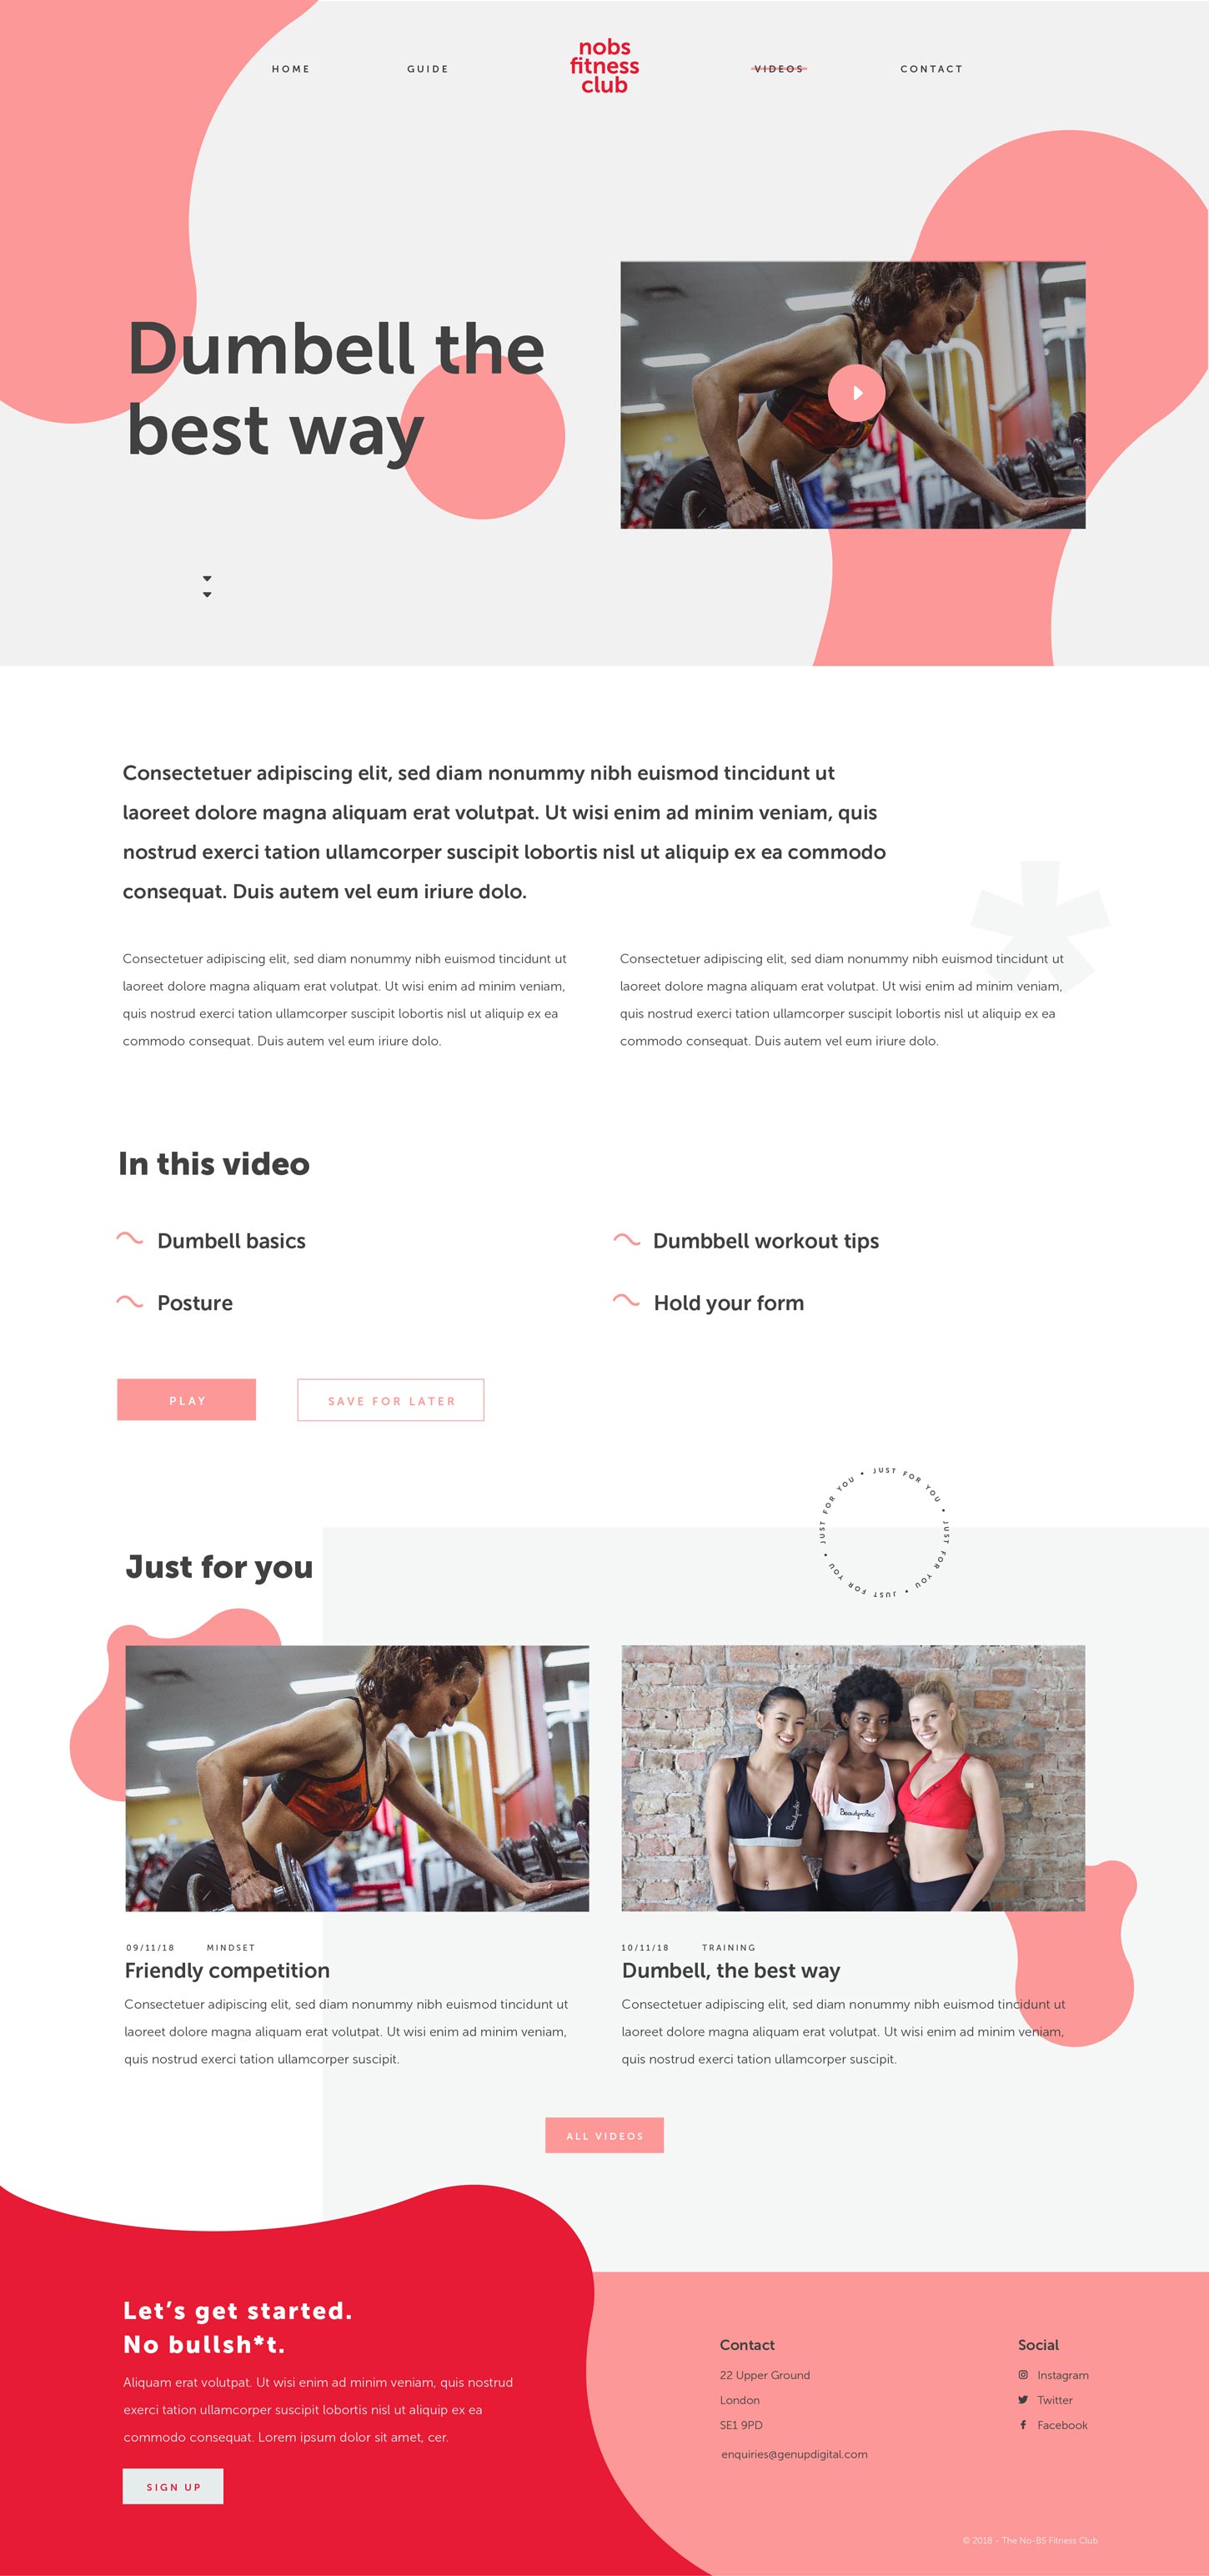 HOME
GUIDE
nobs
fitness
club
VIDEOS
CONTACT
Dumbell the
best way
Consectetuer adipiscing elit, sed diam nonummy nibh euismod tincidunt ut
laoreet dolore magna aliquam erat volutpat. Ut wisi enim ad minim veniam, quis
nostrud exerci tation ullamcorper suscipit lobortis nisl ut aliquip ex ea commodo
consequat. Duis autem vel eum iriure dolo.
Consectetuer adipiscing elit, sed diam nonummy nibh euismod tincidunt ut
laoreet dolore magna aliquam erat volutpat. Ut wisi enim ad minim veniam,
quis nostrud exerci tation ullamcorper suscipit lobortis nisl ut aliquip ex ea
commodo consequat. Duis autem vel eum iriure dolo.
Consectetuer adipiscing elit, sed diam nonummy nibh euismod tincidunt ut
laoreet dolore magna aliquam erat volutpat. Ut wisi enim ad minim veniam,
quis nostrud exerci tation ullamcorper suscipit lobortis nisl ut aliquip ex ea
commodo consequat. Duis autem vel eum iriure dolo.
In this video
Dumbell basics
Dumbbell workout tips
Posture
Hold your form
PLAY
SAVE FOR LATER
JUST FOR YOU • JUST FOR YOU • JUST FOR YOU • JUST FOR YOU • JUST FOR YOU •
Just for you
Beautyrobic
Beautyrobic
09/11/18 MINDSET
Friendly competition
Consectetuer adipiscing elit, sed diam nonummy nibh euismod tincidunt ut
laoreet dolore magna aliquam erat volutpat. Ut wisi enim ad minim veniam,
quis nostrud exerci tation ullamcorper suscipit.
10/11/18 TRAINING
Dumbell, the best way
Consectetuer adipiscing elit, sed diam nonummy nibh euismod tincidunt ut
laoreet dolore magna aliquam erat volutpat. Ut wisi enim ad minim veniam,
quis nostrud exerci tation ullamcorper suscipit.
ALL VIDEOS
Let's get started.
No bullsh*t.
Aliquam erat volutpat. Ut wisi enim ad minim veniam, quis nostrud
exerci tation ullamcorper suscipit lobortis nisl ut aliquip ex ea
commodo consequat. Lorem ipsum dolor sit amet, cer.
SIGN UP
Contact
22 Upper Ground
London
SE1 9PD
enquiries@genupdigital.com
Social
Instagram
Twitter
Facebook
© 2018 - The No-BS Fitness Club